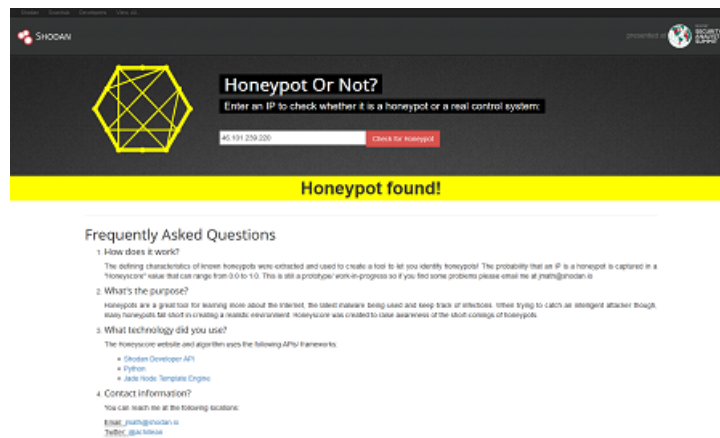 Shodan Developers View All...
SHODAN
presented at
SECURITY
ANALYST
SUMMIT
Honeypot Or Not?
Enter an IP to check whether it is a honeypot or a real control system:
46.101.239.220
Check for Honeypot
Honeypot found!
Frequently Asked Questions
1. How does it work?
The defining characteristics of known honeypots were extracted and used to create a tool to let you identify honeypots! The probability that an IP is a honeypot is captured in a
"Honeyscore" value that can range from 0.0 to 1.0. This is still a prototype/ work-in-progress so if you find some problems please email me at jmath@shodan.io
2. What's the purpose?
Honeypots are a great tool for learning more about the Internet, the latest malware being used and keep track of infections. When trying to catch an intelligent attacker though,
many honeypots fall short in creating a realistic environment. Honeyscore was created to raise awareness of the short-comings of honeypots.
3. What technology did you use?
The Honeyscore website and algorithm uses the following APIs/ frameworks:
Shodan Developer API
Python
Jade Node Template Engine
4. Contact information?
You can reach me at the following locations:
Email: jmath@shodan.io
Twitter: @achillean